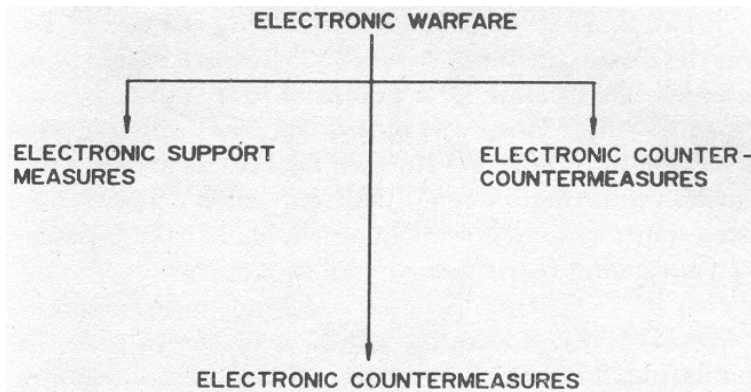 ELECTRONIC WARFARE
ELECTRONIC SUPPORT
MEASURES
ELECTRONIC COUNTER-
COUNTERMEASURES
ELECTRONIC COUNTERMEASURES